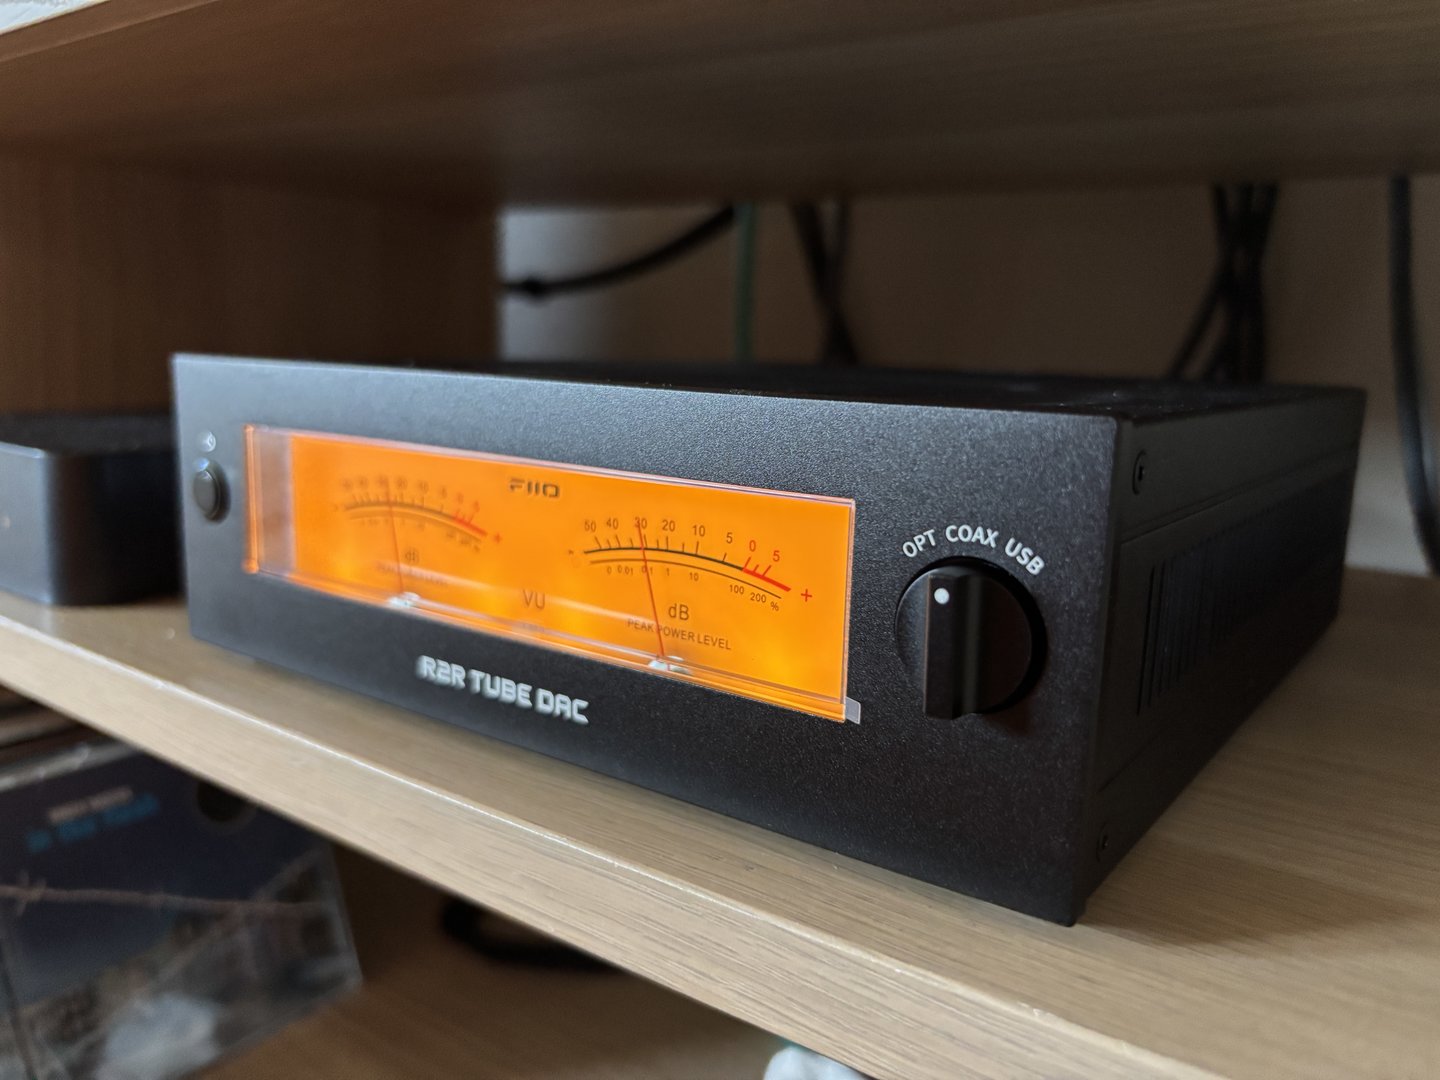 FIIO
50 40 30 20 10 5 0 5
+
0 0.01 0.1 1 10 100 200 %
dB
PEAK POWER LEVEL
dB
VU
R2R TUBE DAC
OPT COAX USB